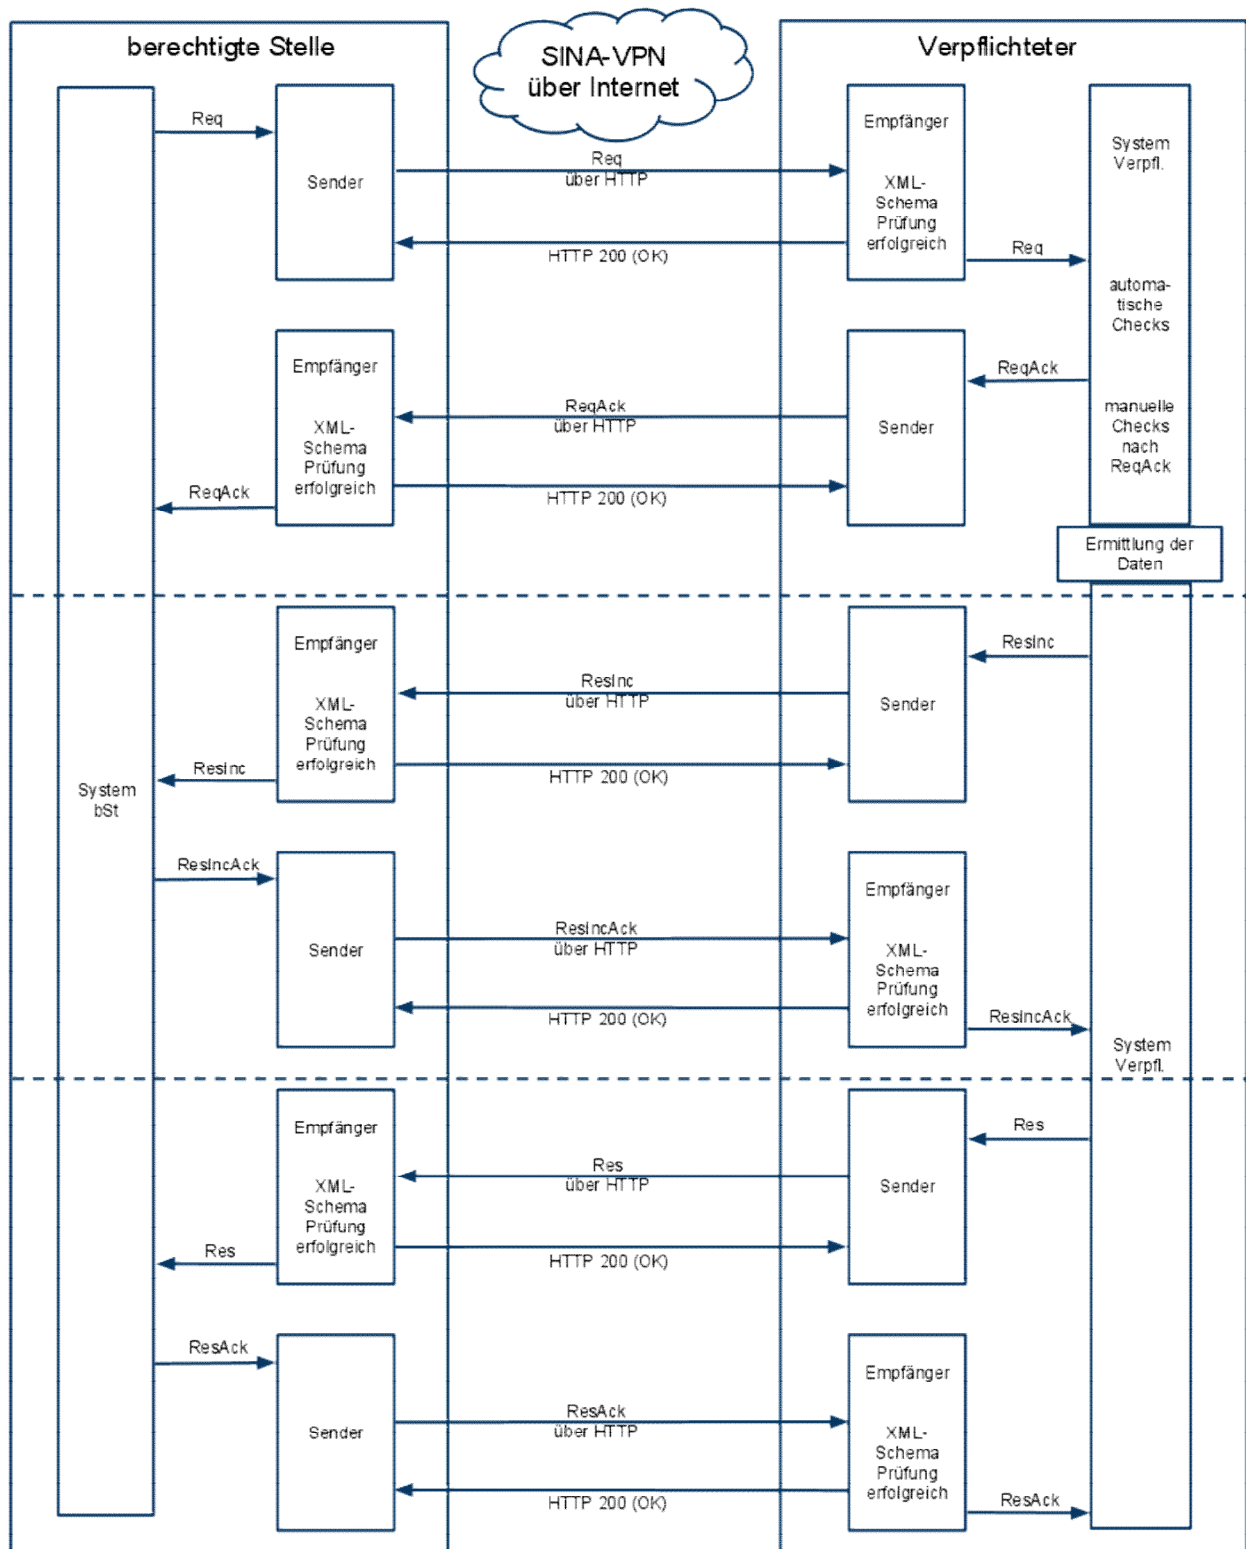 berechtigte Stelle
SINA-VPN
über Internet
Verpflichteter
Req
Sender
Req
über HTTP
HTTP 200 (OK)
Empfänger
XML-
Schema
Prüfung
erfolgreich
Req
System
Verpfl.
automa-
tische
Checks
manuelle
Checks
nach
ReqAck
ReqAck
Sender
ReqAck
über HTTP
HTTP 200 (OK)
Empfänger
XML-
Schema
Prüfung
erfolgreich
ReqAck
Ermittlung der
Daten
ResInc
Sender
ResInc
über HTTP
HTTP 200 (OK)
Empfänger
XML-
Schema
Prüfung
erfolgreich
ResInc
System
bSt
ResIncAck
Sender
ResIncAck
über HTTP
HTTP 200 (OK)
Empfänger
XML-
Schema
Prüfung
erfolgreich
ResIncAck
System
Verpfl.
Res
Sender
Res
über HTTP
HTTP 200 (OK)
Empfänger
XML-
Schema
Prüfung
erfolgreich
Res
ResAck
Sender
ResAck
über HTTP
HTTP 200 (OK)
Empfänger
XML-
Schema
Prüfung
erfolgreich
ResAck